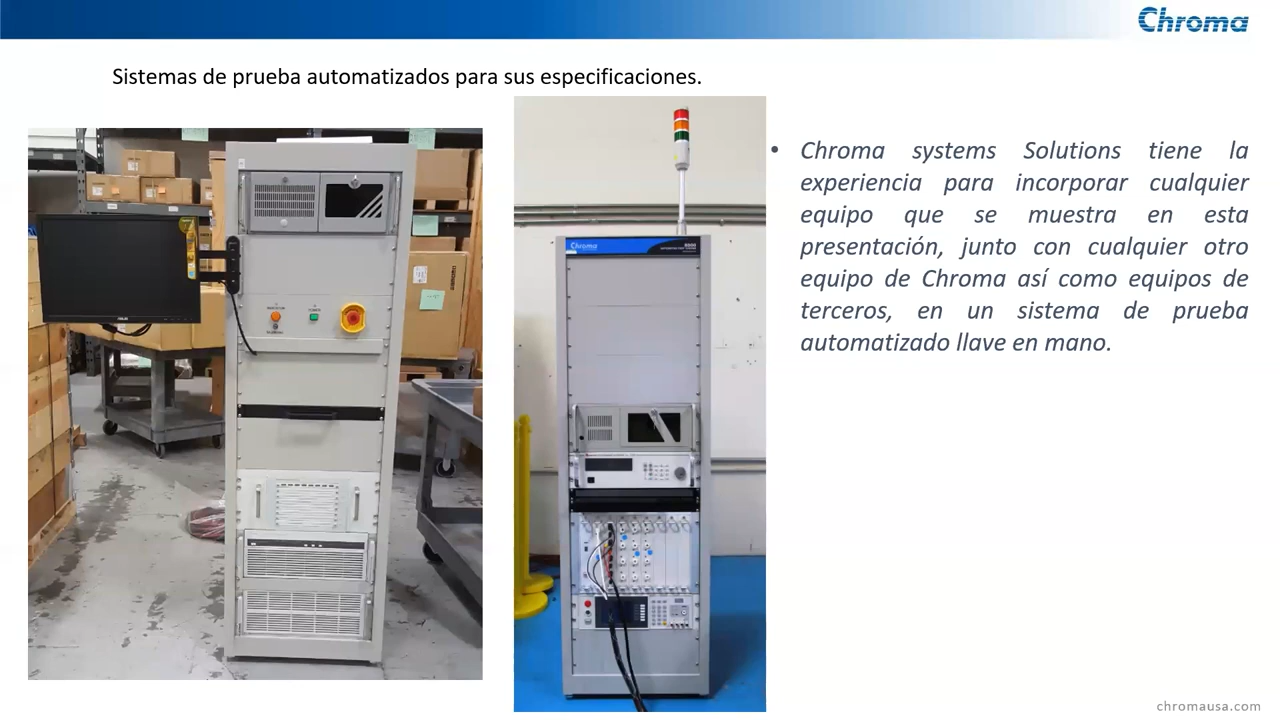 Chroma
Sistemas de prueba automatizados para sus especificaciones.
• Chroma systems Solutions tiene la
experiencia para incorporar cualquier
equipo que se muestra en esta
presentación, junto con cualquier otro
equipo de Chroma así como equipos de
terceros, en un sistema de prueba
automatizado llave en mano.
Chroma
chromausa.com